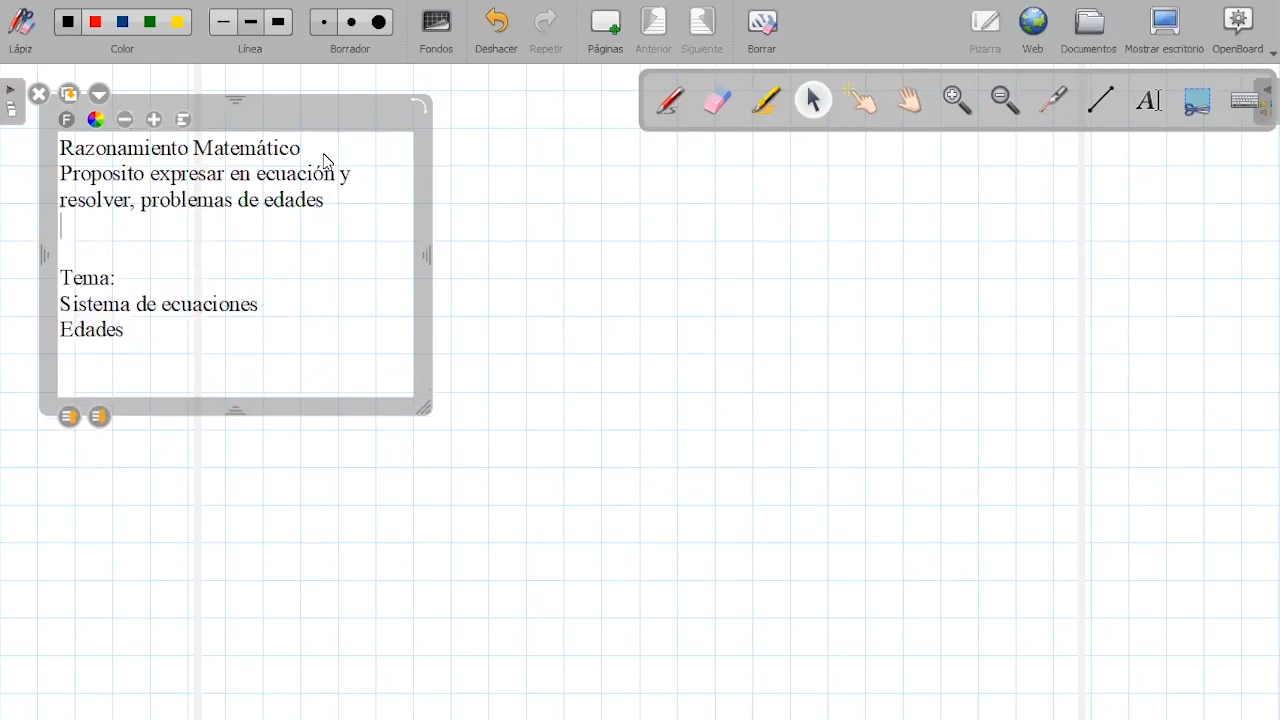 Lápiz
Color
Línea
Borrador
Fondos
Deshacer
Repetir
Páginas
Anterior
Siguiente
Borrar
Pizarra
Web
Documentos
Mostrar escritorio
OpenBoard
F
Razonamiento Matemático
Proposito expresar en ecuación y
resolver, problemas de edades
Tema:
Sistema de ecuaciones
Edades